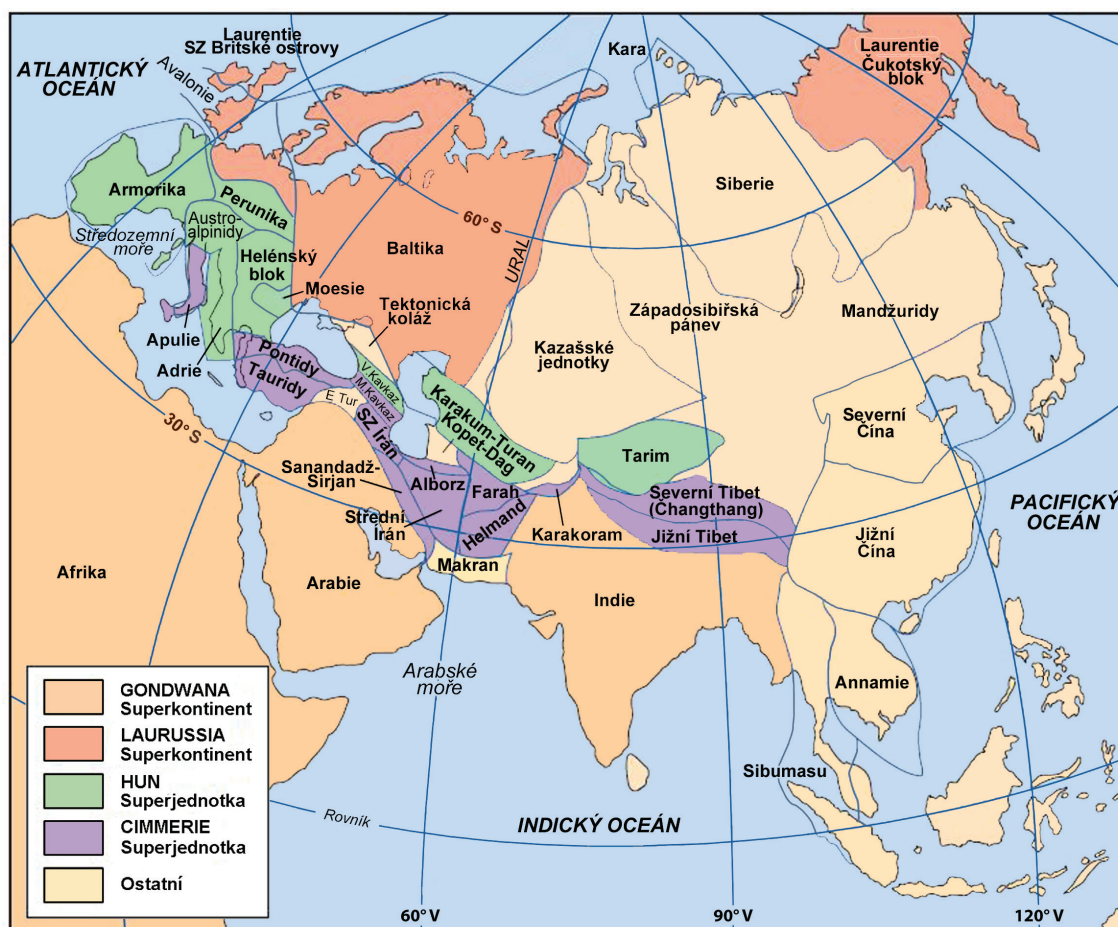 Laurentie
SZ Britské ostrovy
Kara
Laurentie
Čukotský
blok
ATLANTICKÝ
OCEÁN
Avalonie
Armorika
Perunika
Siberie
Austro-
alpinidy
Středozemní
moře
60° S
URAL
Baltika
Helénský
blok
Moesie
Tektonická
koláž
Západosibiřská
pánev
Mandžuridy
Apulie
Adrie
Pontidy
Tauridy
Kazašské
jednotky
V.Kavkaz
M.Kavkaz
E Tur
30° S
SZ Írán
Karakum-Turan
Kopet-Dag
Severní
Čína
Tarim
Sanandadž-
Sirjan
Alborz
Farah
Severní Tibet
(Changthang)
PACIFICKÝ
OCEÁN
Střední
Írán
Helmand
Karakoram
Jižní Tibet
Jižní
Čína
Afrika
Arabie
Makran
Indie
Arabské
moře
Annamie
Sibumasu
GONDWANA
Superkontinent
LAURUSSIA
Superkontinent
HUN
Superjednotka
CIMMERIE
Superjednotka
Ostatní
Rovník
INDICKÝ OCEÁN
60° V
90° V
120° V